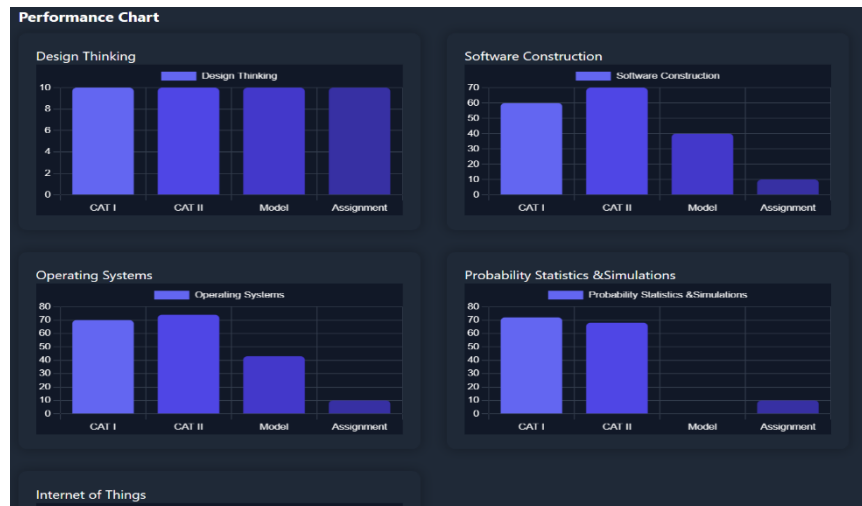 Performance Chart
Design Thinking
Design Thinking
10
8
6
4
2
0
CAT I CAT II Model Assignment
Software Construction
Software Construction
70
60
50
40
30
20
10
0
CAT I CAT II Model Assignment
Operating Systems
Operating Systems
80
70
60
50
40
30
20
10
0
CAT I CAT II Model Assignment
Probability Statistics &Simulations
Probability Statistics &Simulations
80
70
60
50
40
30
20
10
0
CAT I CAT II Model Assignment
Internet of Things